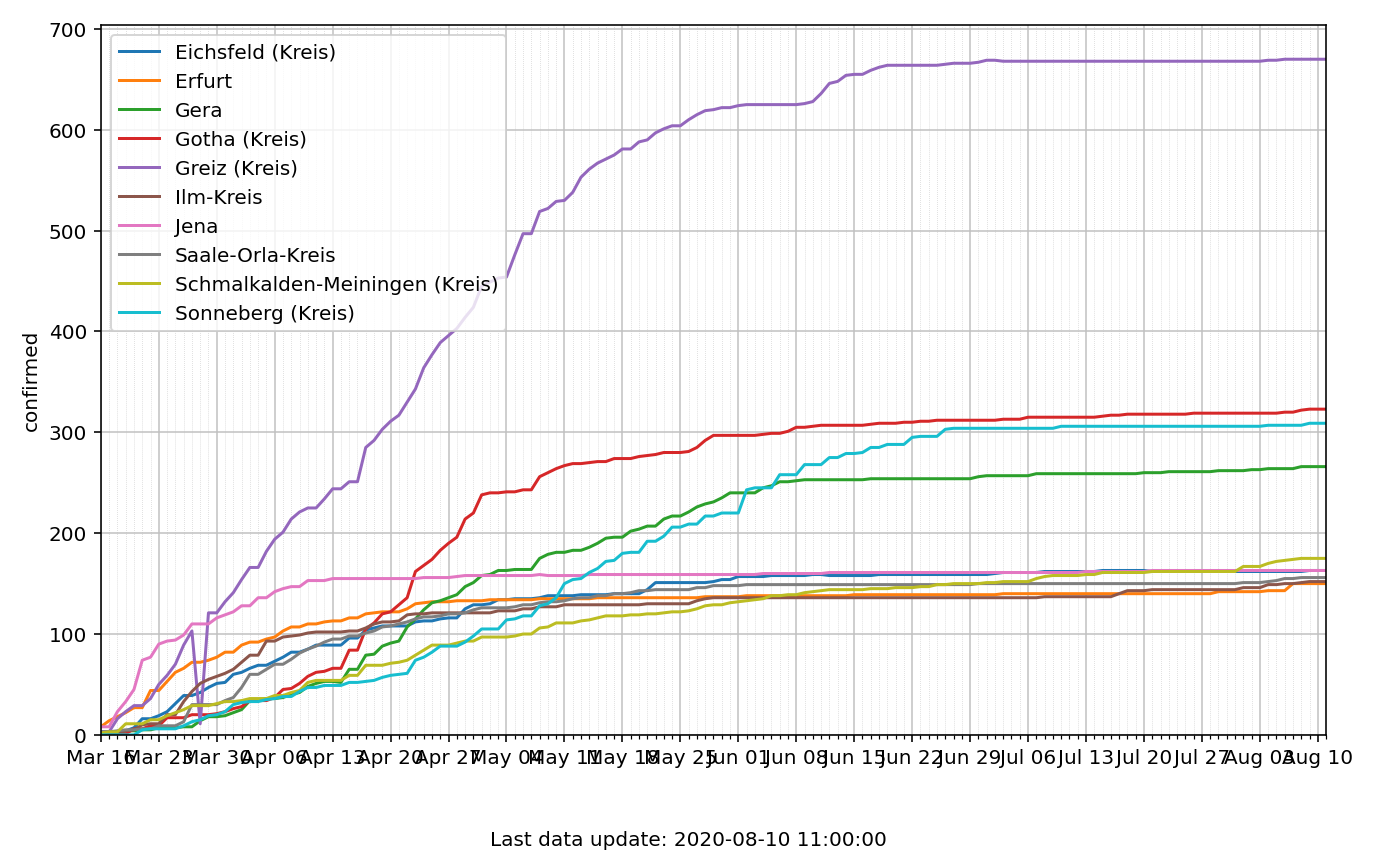 700
600
500
400
300
200
100
0
confirmed
Eichsfeld (Kreis)
Erfurt
Gera
Gotha (Kreis)
Greiz (Kreis)
Ilm-Kreis
Jena
Saale-Orla-Kreis
Schmalkalden-Meiningen (Kreis)
Sonneberg (Kreis)
Mar 16 Mar 23 Mar 30 Apr 06 Apr 13 Apr 20 Apr 27 May 04 May 11 May 18 May 25 Jun 01 Jun 08 Jun 15 Jun 22 Jun 29 Jul 06 Jul 13 Jul 20 Jul 27 Aug 03 Aug 10
Last data update: 2020-08-10 11:00:00